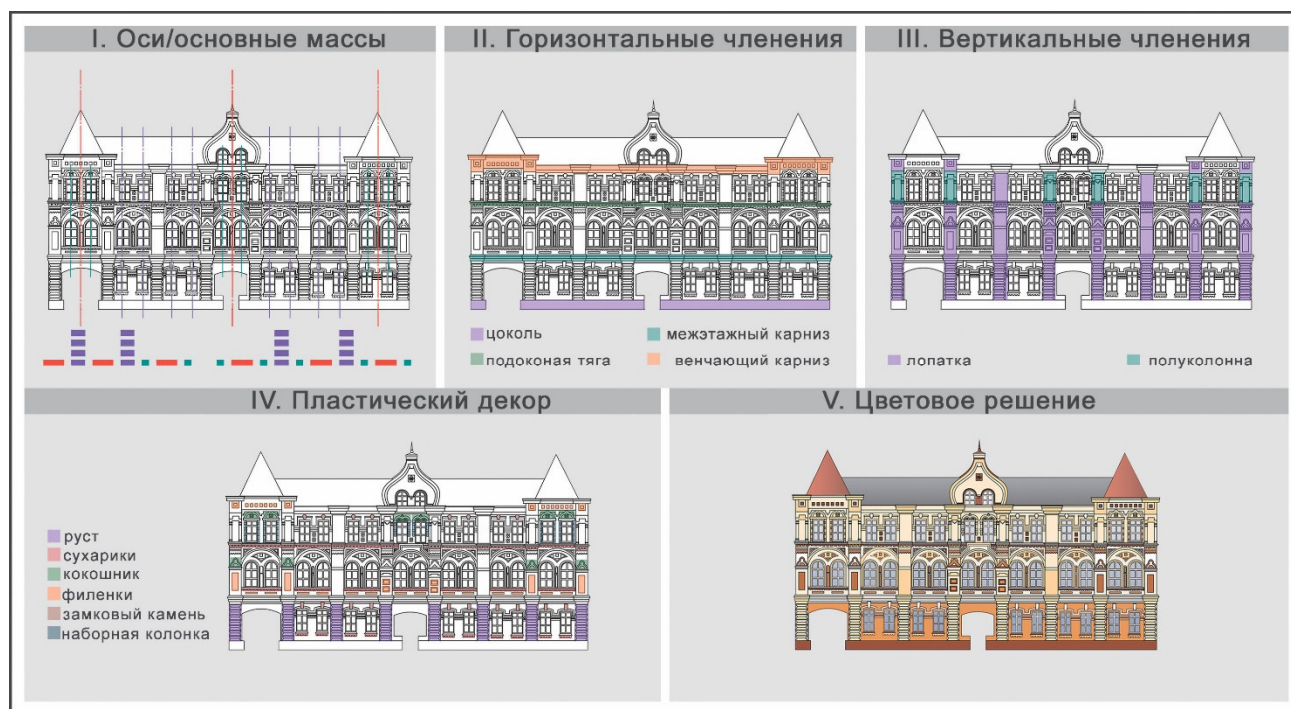 I. Оси/основные массы
II. Горизонтальные членения
III. Вертикальные членения
цоколь
межэтажный карниз
подоконая тяга
венчающий карниз
лопатка
полуколонна
IV. Пластический декор
V. Цветовое решение
руст
сухарики
кокошник
филенки
замковый камень
наборная колонка